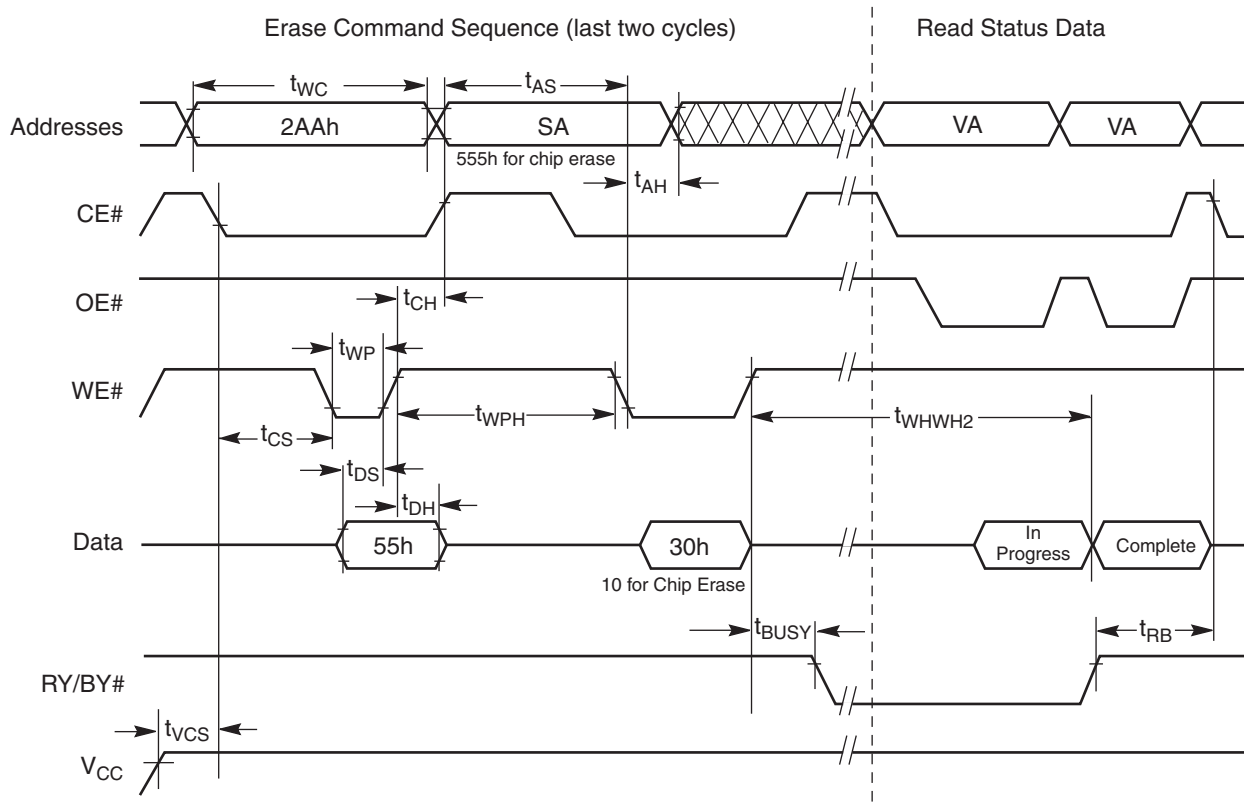 Erase Command Sequence (last two cycles)
Read Status Data
tWC
tAS
Addresses
2AAh
SA
VA
VA
555h for chip erase
tAH
CE#
OE#
tCH
tWP
WE#
tWPH
tWHWH2
tCS
tDS
tDH
Data
55h
30h
In
Progress
Complete
10 for Chip Erase
tBUSY
tRB
RY/BY#
tVCS
VCC